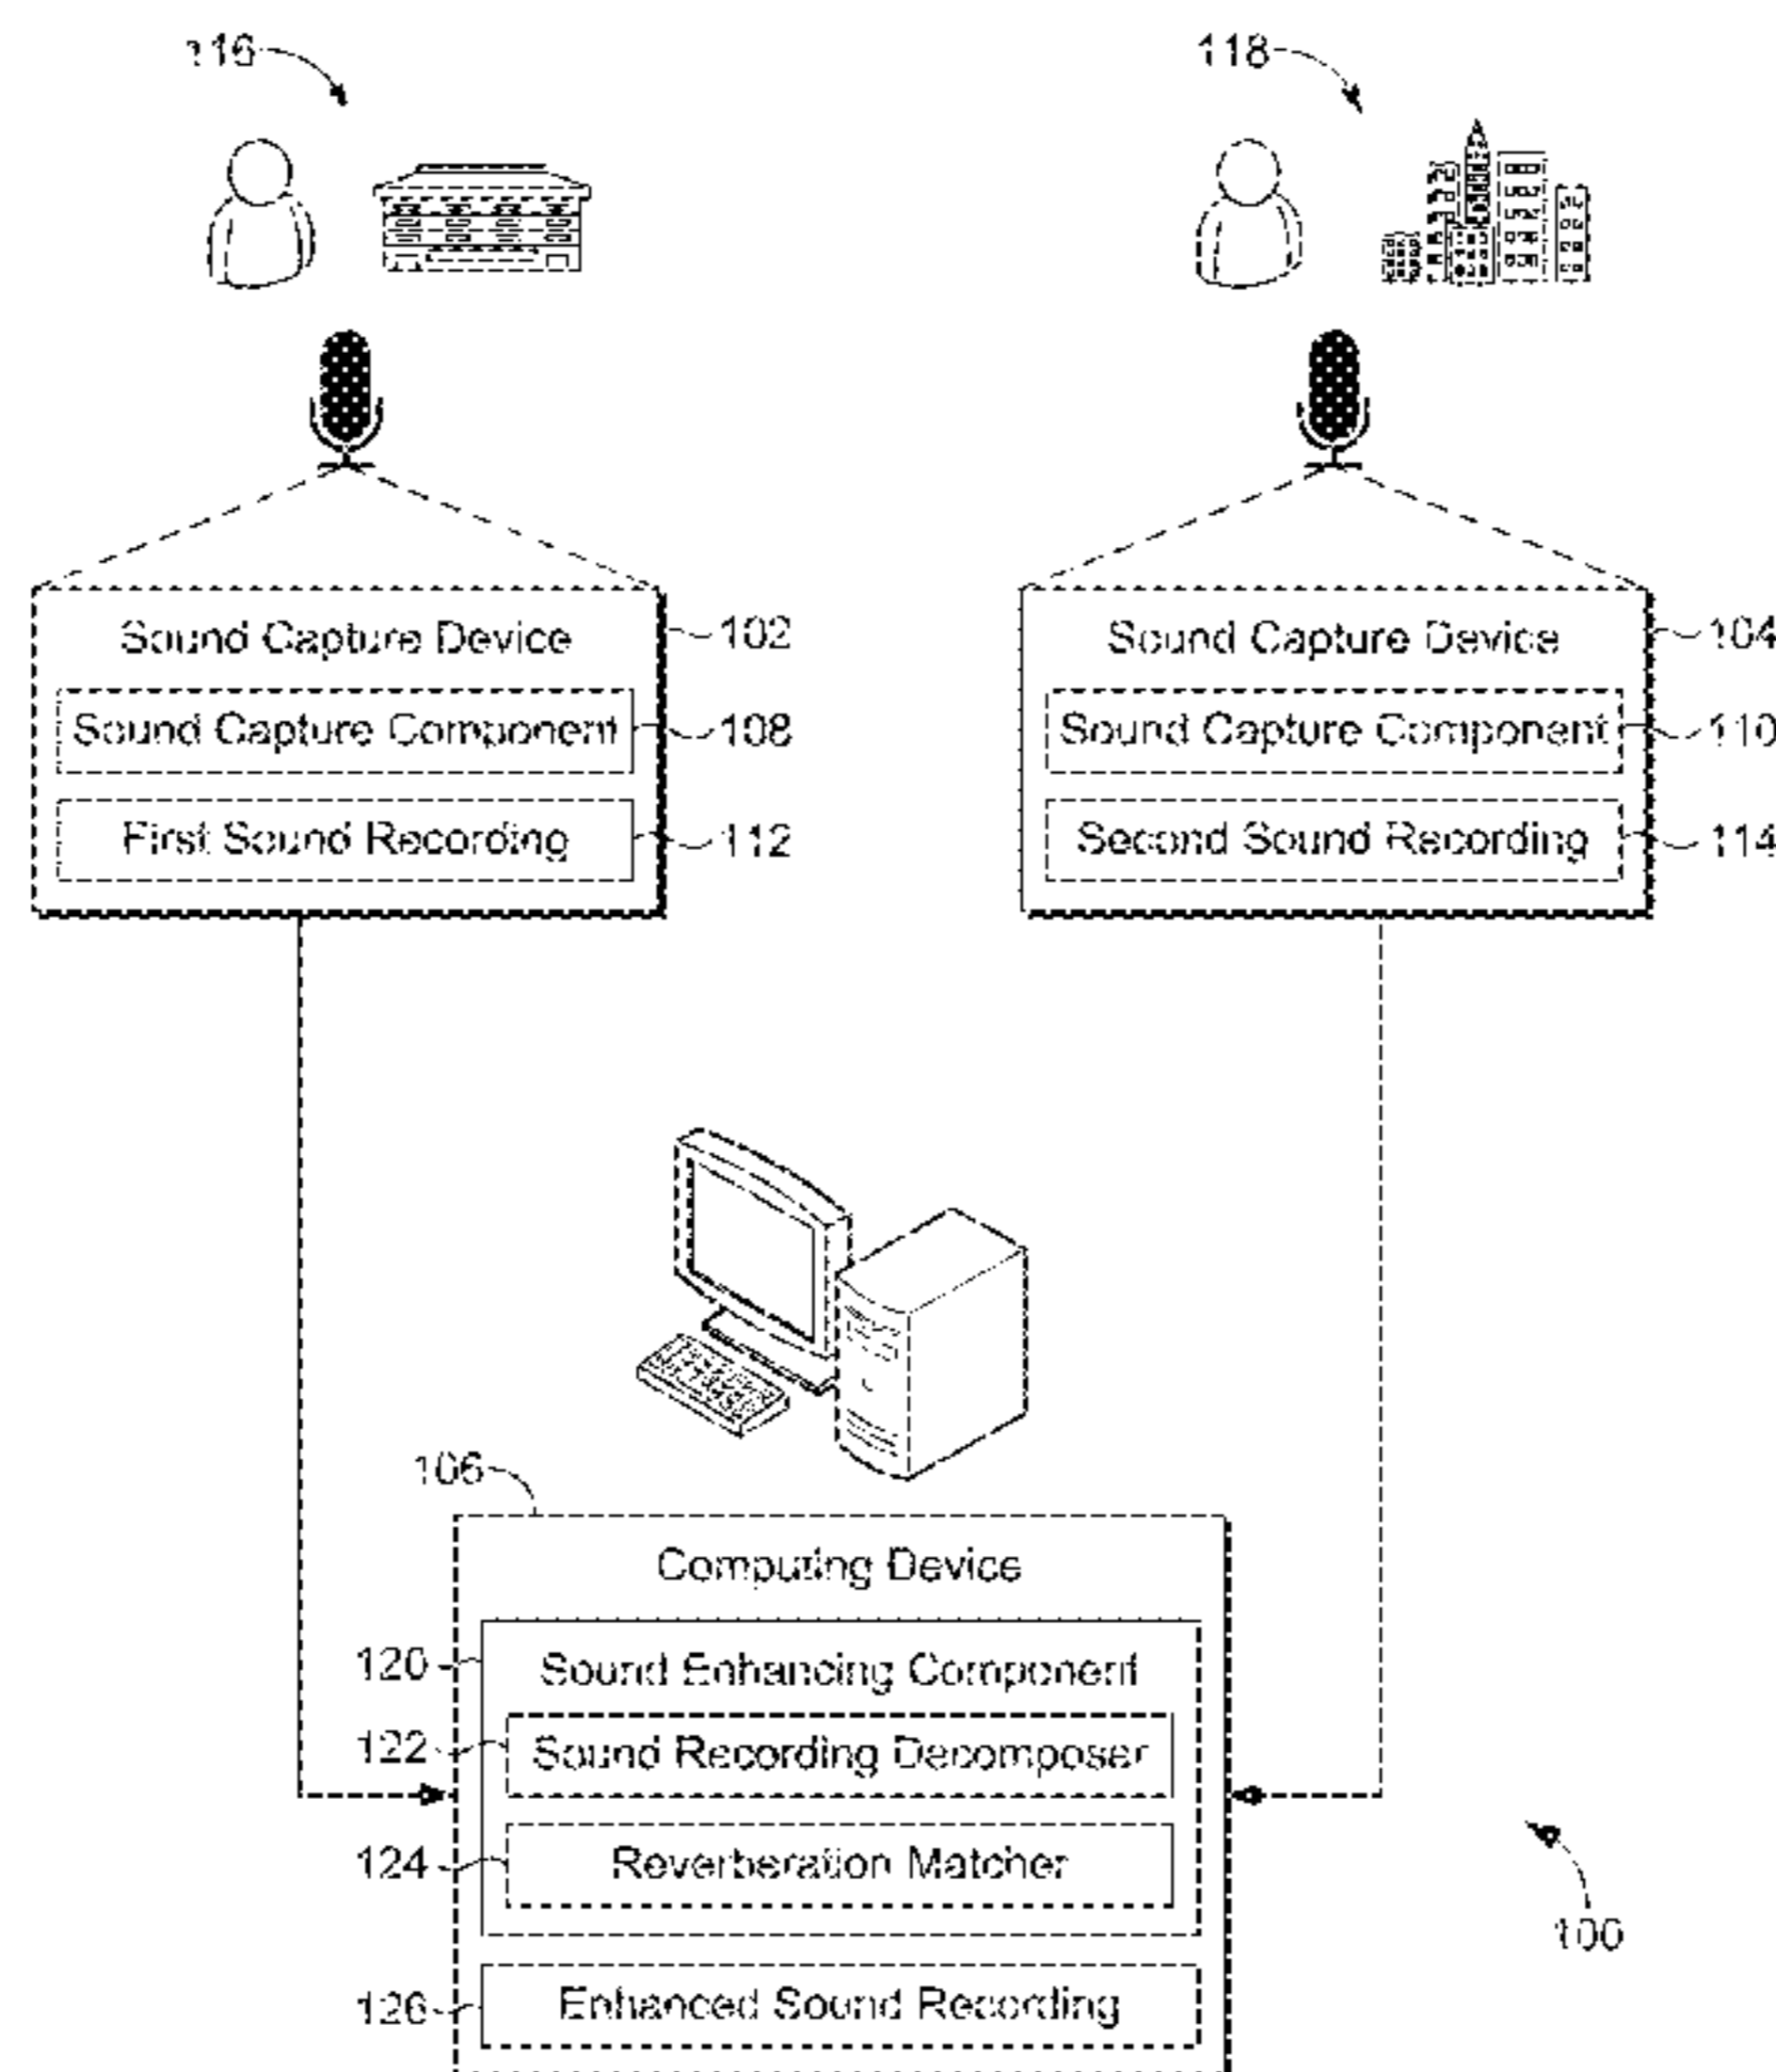 116
118
Sound Capture Device
102
Sound Capture Component
108
First Sound Recording
112
Sound Capture Device
104
Sound Capture Component
110
Second Sound Recording
114
106
Computing Device
120
Sound Enhancing Component
122
Sound Recording Decomposer
124
Reverberation Matcher
126
Enhanced Sound Recording
100